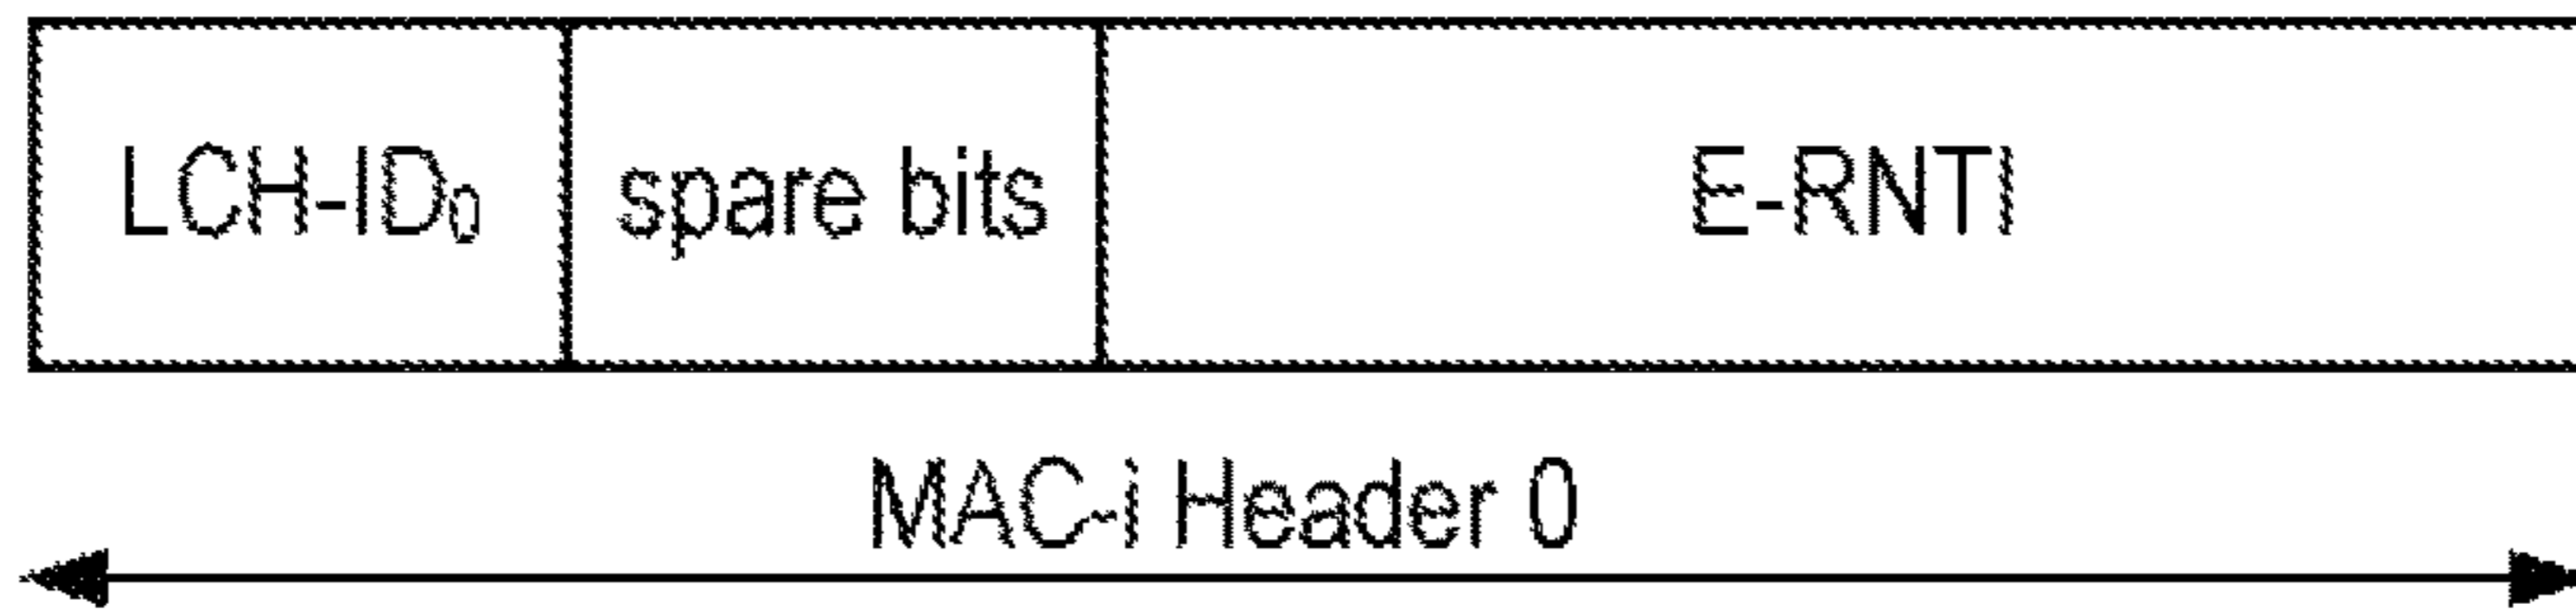 LCH-ID₀ spare bits E-RNTI
MAC-i Header 0